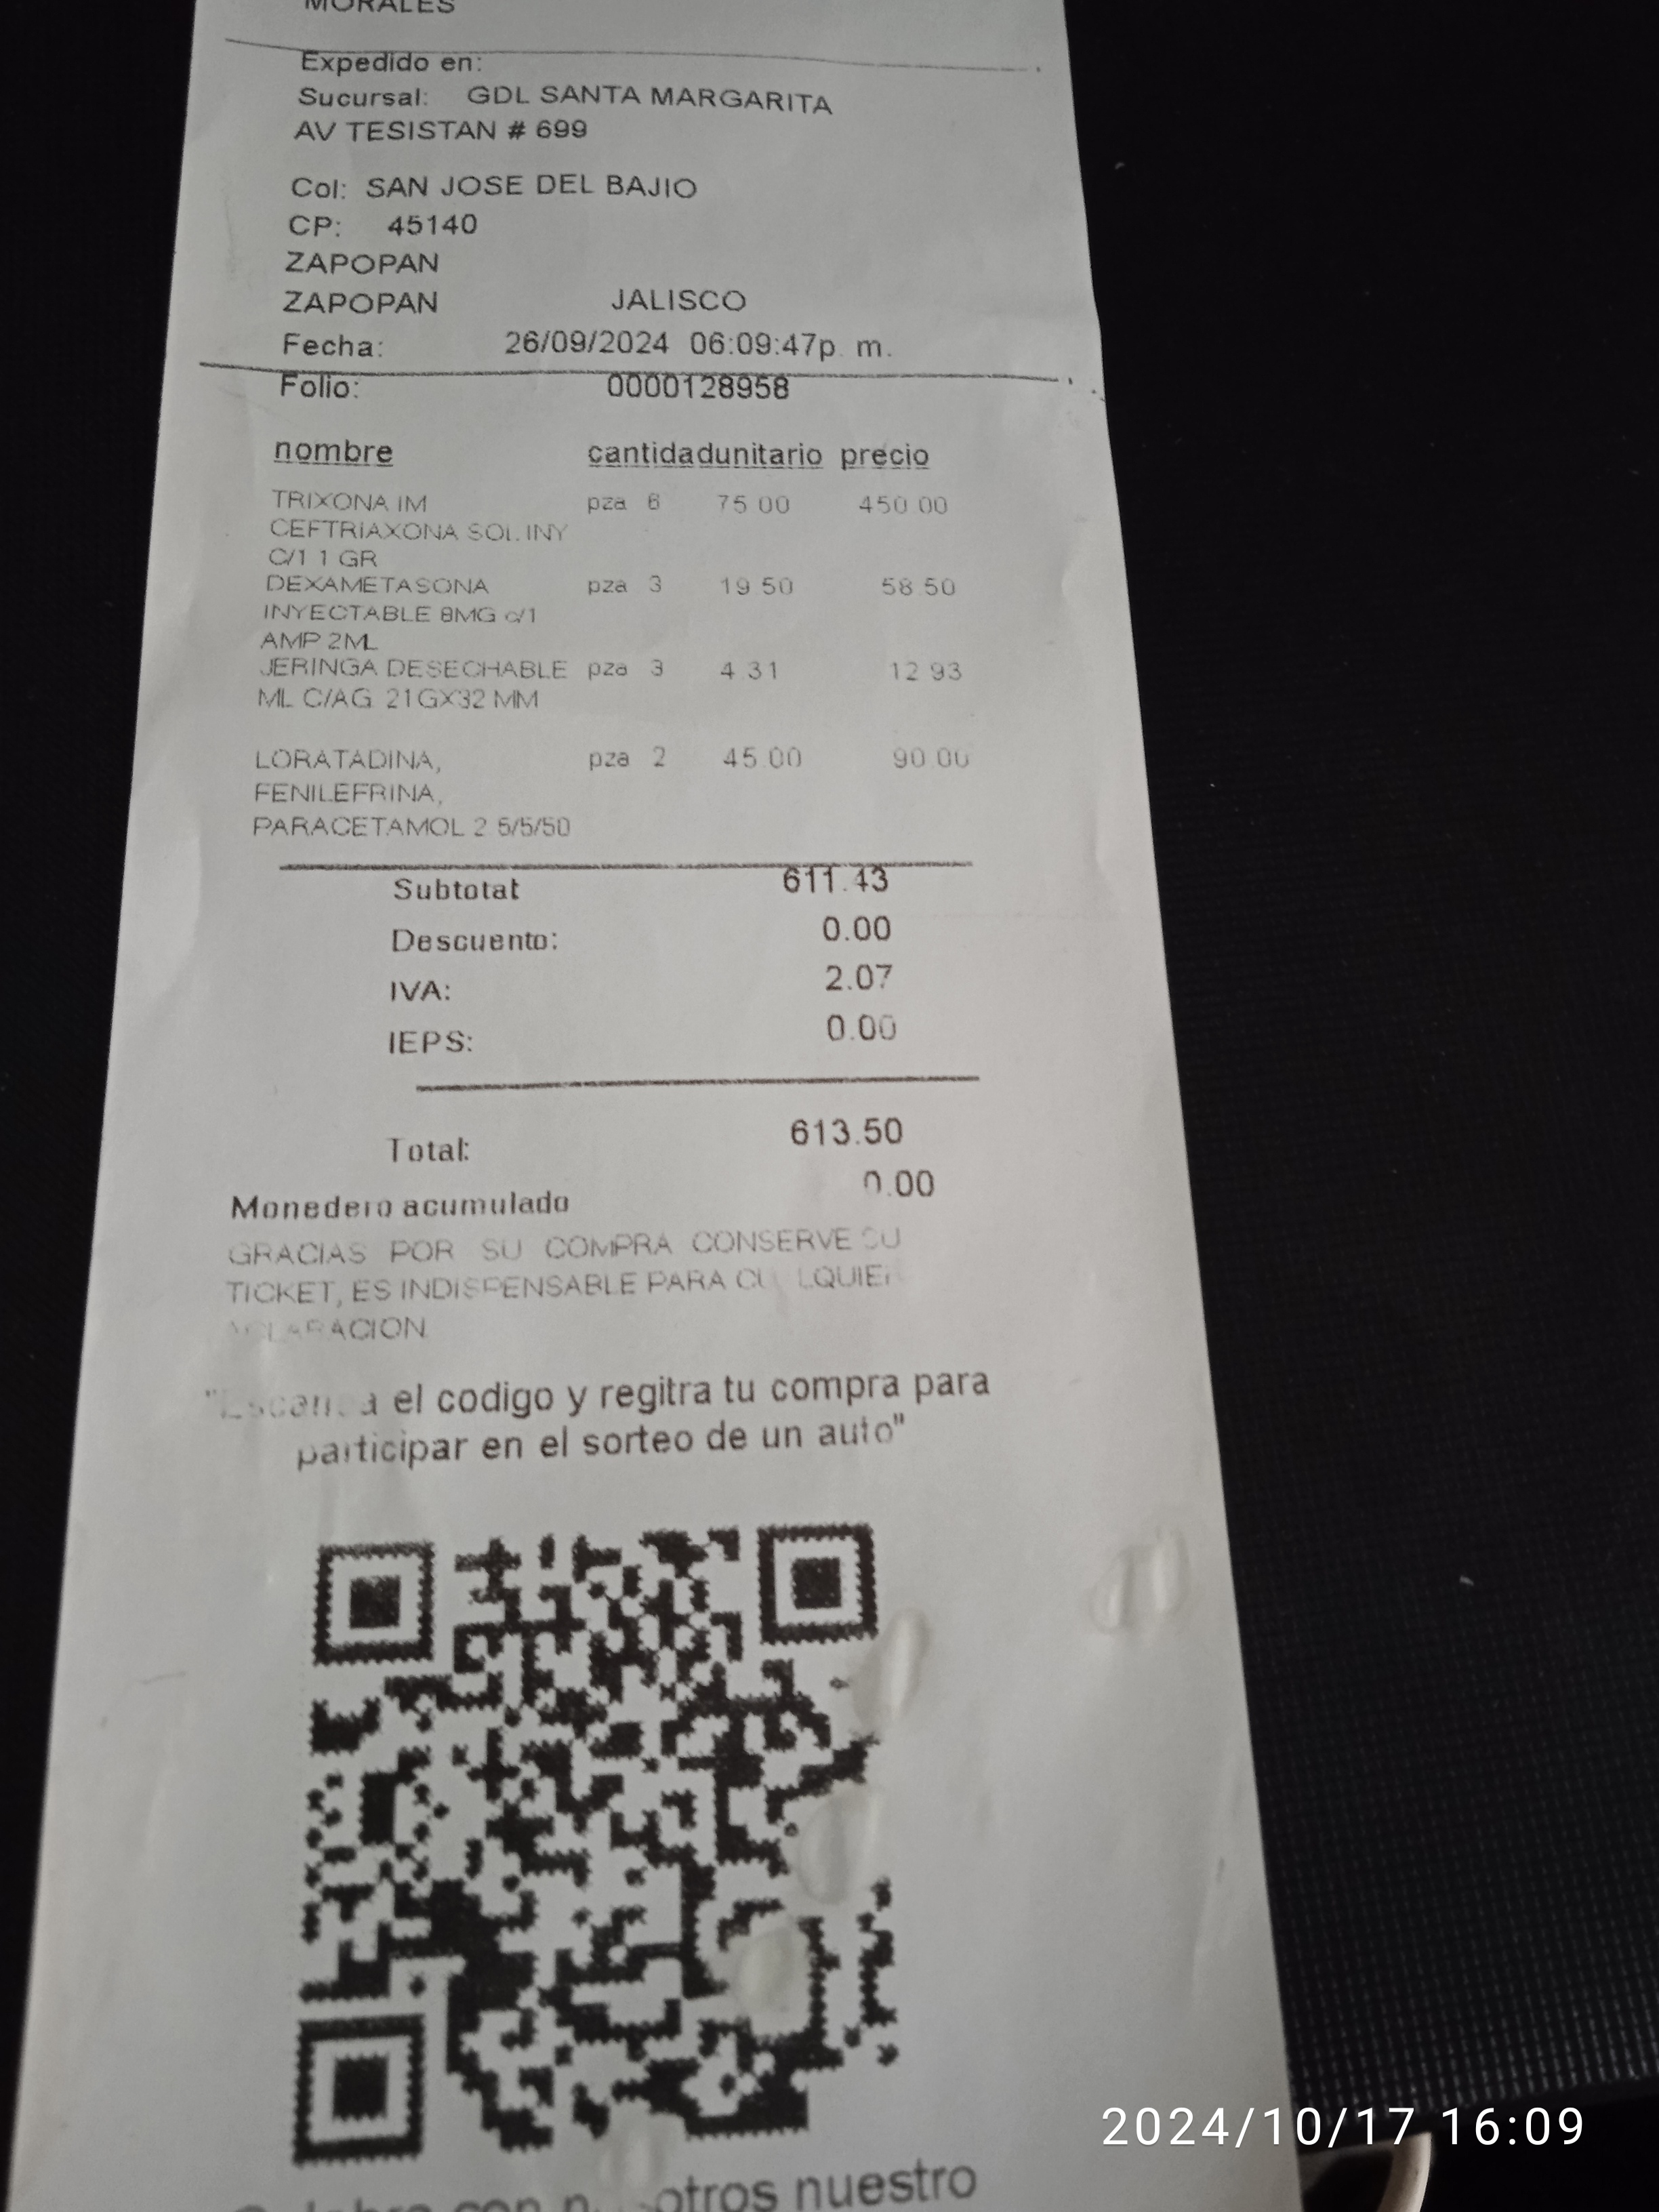 MORALES
Expedido en:
Sucursal: GDL SANTA MARGARITA
AV TESISTAN # 699
Col: SAN JOSE DEL BAJIO
CP: 45140
ZAPOPAN
ZAPOPAN JALISCO
Fecha: 26/09/2024 06:09:47p. m.
Folio: 0000128958
nombre cantidadunitario precio
TRIXONA IM pza 6 75.00 450.00
CEFTRIAXONA SOL.INY
C/1 1 GR
DEXAMETASONA pza 3 19.50 58.50
INYECTABLE 8MG c/1
AMP 2ML
JERINGA DESECHABLE pza 3 4.31 12.93
ML C/AG. 21GX32 MM
LORATADINA, pza 2 45.00 90.00
FENILEFRINA,
PARACETAMOL 2.5/5/50
Subtotal: 611.43
Descuento: 0.00
IVA: 2.07
IEPS: 0.00
Total: 613.50
Monedero acumulado 0.00
GRACIAS POR SU COMPRA CONSERVE SU
TICKET, ES INDISPENSABLE PARA CUALQUIER
ACLARACION.
"Escanea el codigo y regitra tu compra para
participar en el sorteo de un auto"
con nuestro
2024/10/17 16:09